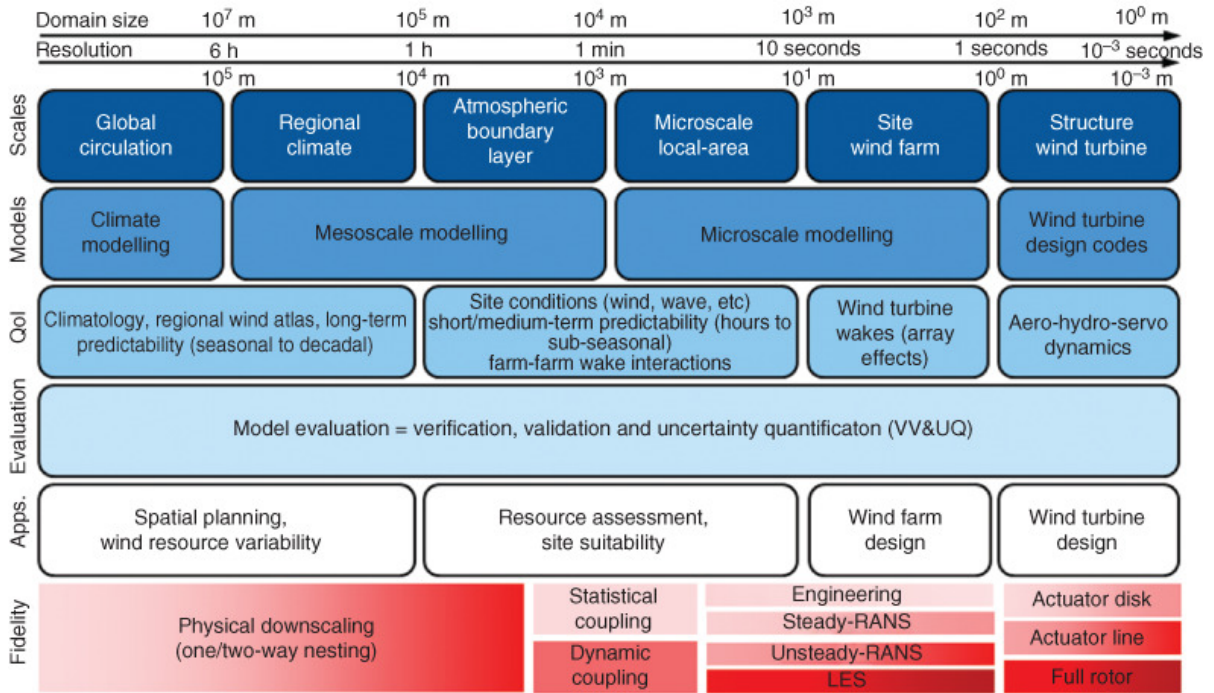 Domain size 10⁷ m 10⁵ m 10⁴ m 10³ m 10² m 10⁰ m
Resolution 6 h 1 h 1 min 10 seconds 1 seconds 10⁻³ seconds
10⁵ m 10⁴ m 10³ m 10¹ m 10⁰ m 10⁻³ m
Scales
Global
circulation
Regional
climate
Atmospheric
boundary
layer
Microscale
local-area
Site
wind farm
Structure
wind turbine
Models
Climate
modelling
Mesoscale modelling
Microscale modelling
Wind turbine
design codes
QoI
Climatology, regional wind atlas, long-term
predictability (seasonal to decadal)
Site conditions (wind, wave, etc)
short/medium-term predictability (hours to
sub-seasonal)
farm-farm wake interactions
Wind turbine
wakes (array
effects)
Aero-hydro-servo
dynamics
Evaluation
Model evaluation = verification, validation and uncertainty quantificaton (VV&UQ)
Apps.
Spatial planning,
wind resource variability
Resource assessment,
site suitability
Wind farm
design
Wind turbine
design
Fidelity
Physical downscaling
(one/two-way nesting)
Statistical
coupling
Dynamic
coupling
Engineering
Steady-RANS
Unsteady-RANS
LES
Actuator disk
Actuator line
Full rotor